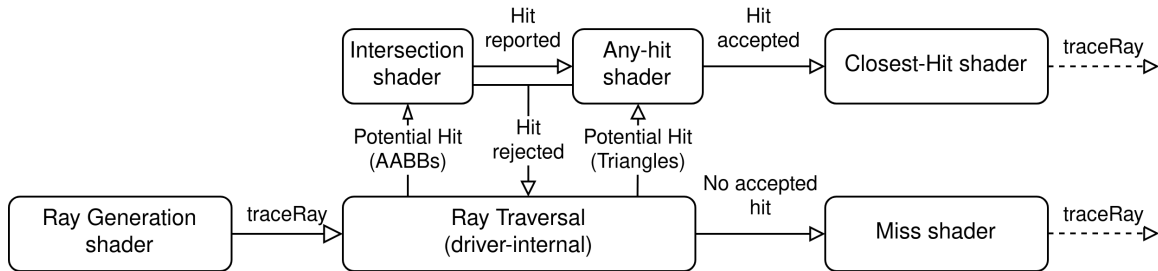 Hit
reported
Hit
accepted
Intersection
shader
Any-hit
shader
Closest-Hit shader
traceRay
Potential Hit
(AABBs)
Hit
rejected
Potential Hit
(Triangles)
Ray Generation
shader
traceRay
Ray Traversal
(driver-internal)
No accepted
hit
Miss shader
traceRay